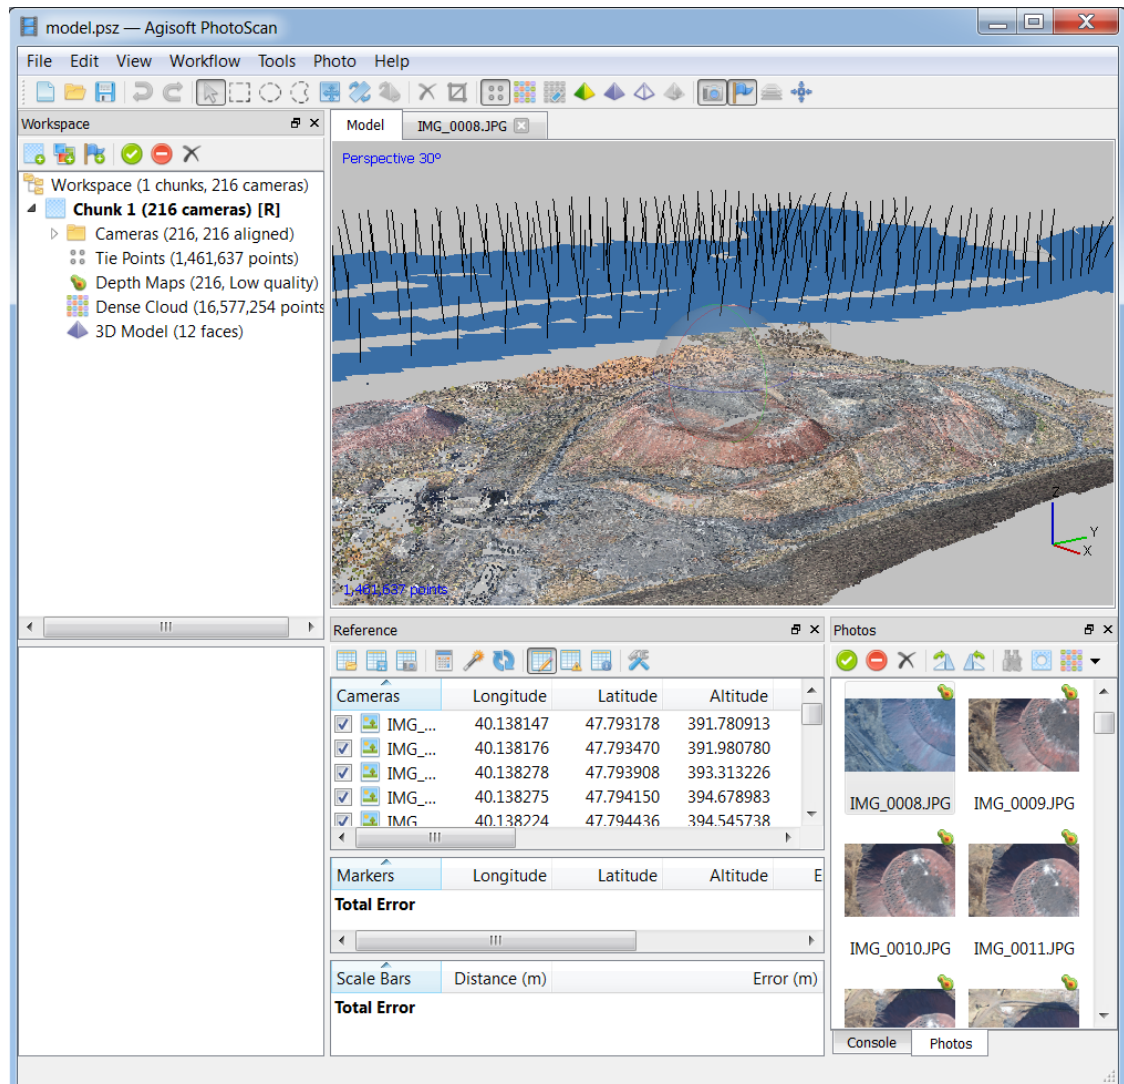 model.psz — Agisoft PhotoScan
File Edit View Workflow Tools Photo Help
Workspace
Workspace (1 chunks, 216 cameras)
Chunk 1 (216 cameras) [R]
Cameras (216, 216 aligned)
Tie Points (1,461,637 points)
Depth Maps (216, Low quality)
Dense Cloud (16,577,254 points
3D Model (12 faces)
Model IMG_0008.JPG
Perspective 30º
Z
Y
X
1,461,637 points
Reference
Cameras Longitude Latitude Altitude
IMG_... 40.138147 47.793178 391.780913
IMG_... 40.138176 47.793470 391.980780
IMG_... 40.138278 47.793908 393.313226
IMG_... 40.138275 47.794150 394.678983
IMG 40.138224 47.794436 394.545738
Markers Longitude Latitude Altitude E
Total Error
Scale Bars Distance (m) Error (m)
Total Error
Photos
IMG_0008.JPG IMG_0009.JPG
IMG_0010.JPG IMG_0011.JPG
Console Photos